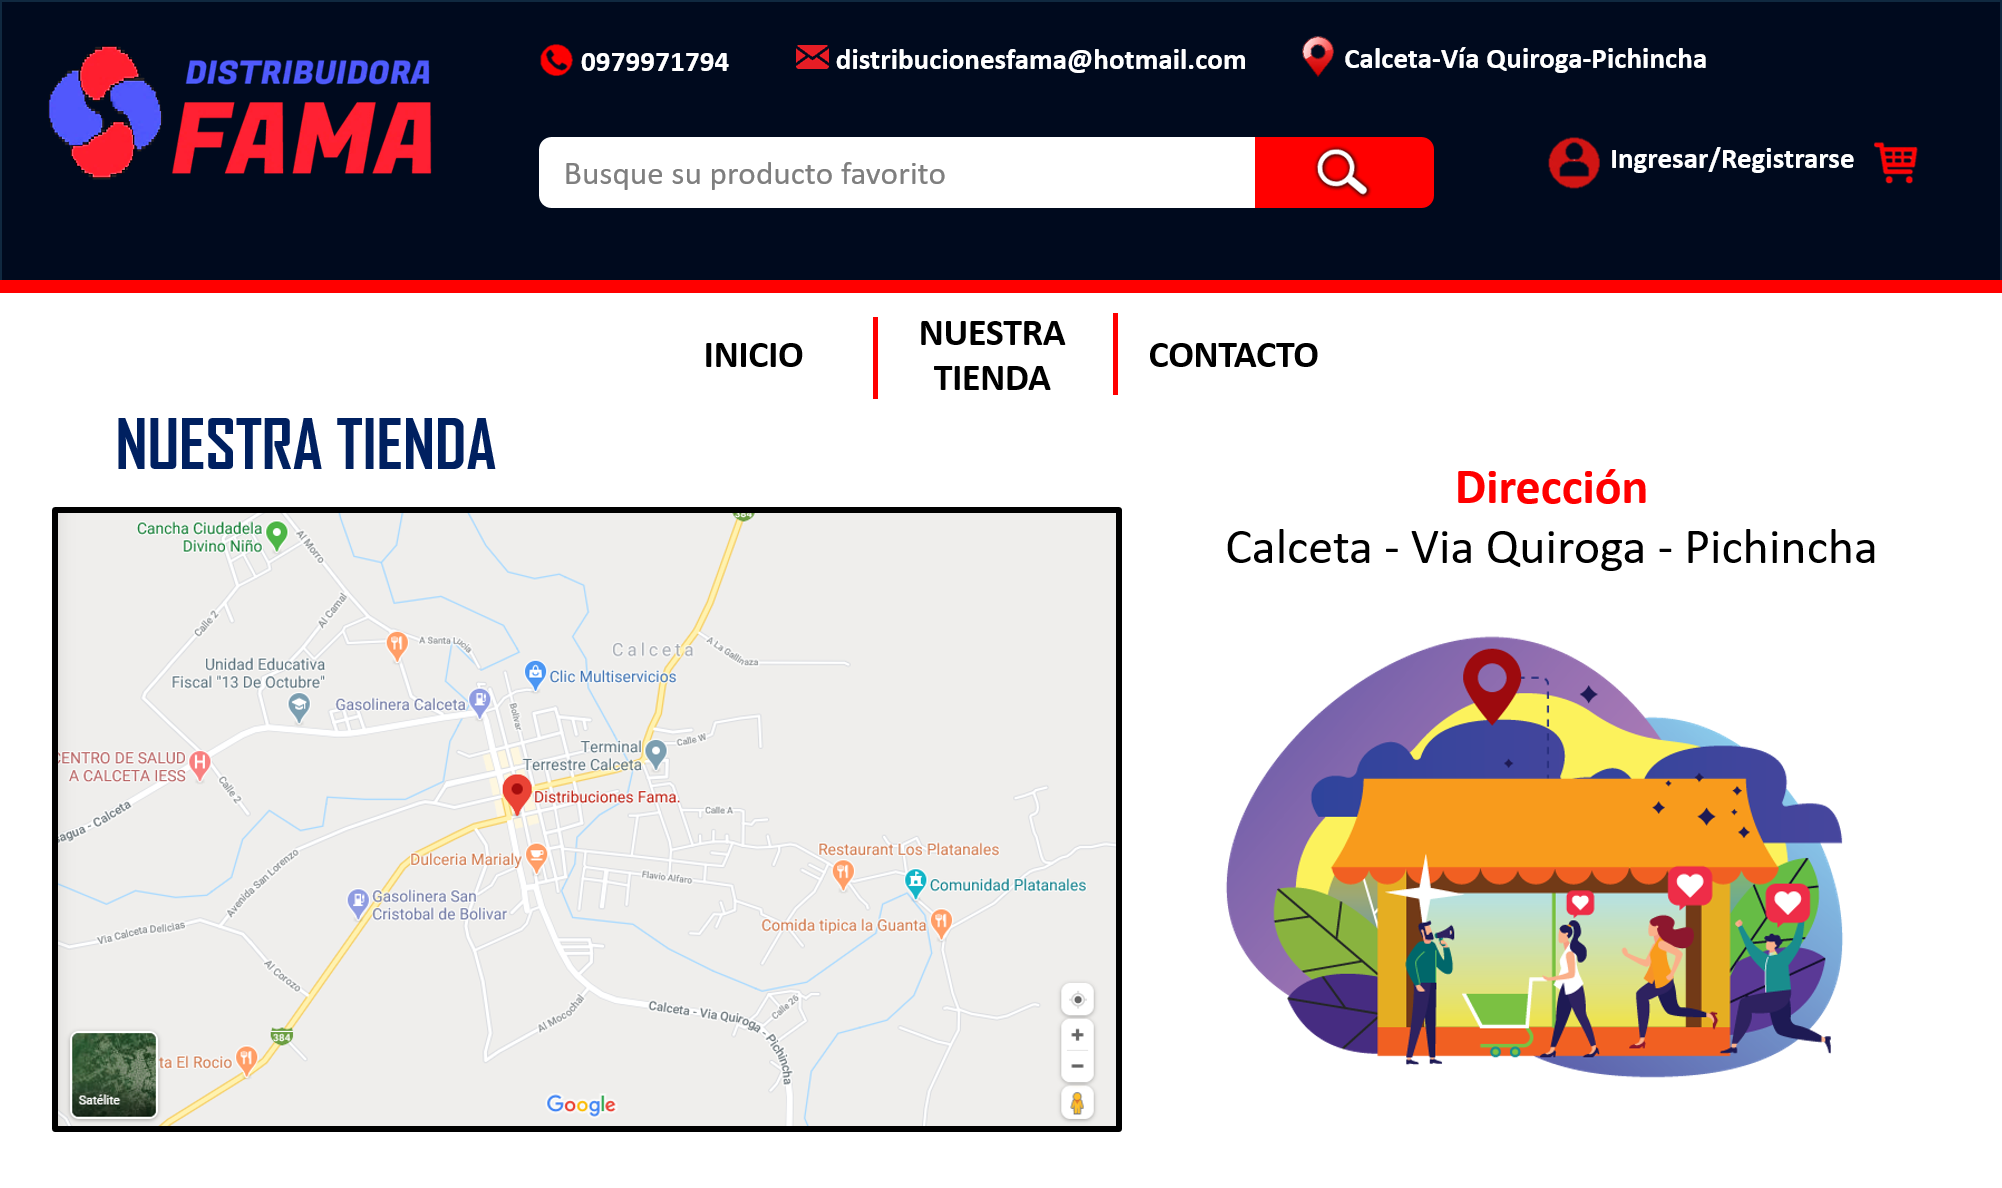 DISTRIBUIDORA
FAMA
0979971794
distribucionesfama@hotmail.com
Calceta-Vía Quiroga-Pichincha
Busque su producto favorito
Ingresar/Registrarse
INICIO
NUESTRA
TIENDA
CONTACTO
NUESTRA TIENDA
Dirección
Calceta - Via Quiroga - Pichincha
384
Cancha Ciudadela
Divino Niño
Al Morro
Calle 2
Al Camal
A Santa Lucia
Calceta
A La Gallinaza
Unidad Educativa
Fiscal "13 De Octubre"
Clic Multiservicios
Gasolinera Calceta
Bolívar
Calle W
Terminal
Terrestre Calceta
CENTRO DE SALUD
A CALCETA IESS
Calle 2
Distribuciones Fama.
agua - Calceta
Calle A
Restaurant Los Platanales
Dulceria Marialy
Avenida San Lorenzo
Flavio Alfaro
Comunidad Platanales
Gasolinera San
Cristobal de Bolivar
Comida tipica la Guanta
Via Calceta Delicias
Al Corozo
Al Mocochal
Calceta - Via Quiroga - Pichincha
Calle 26
384
ta El Rocio
Satélite
Google